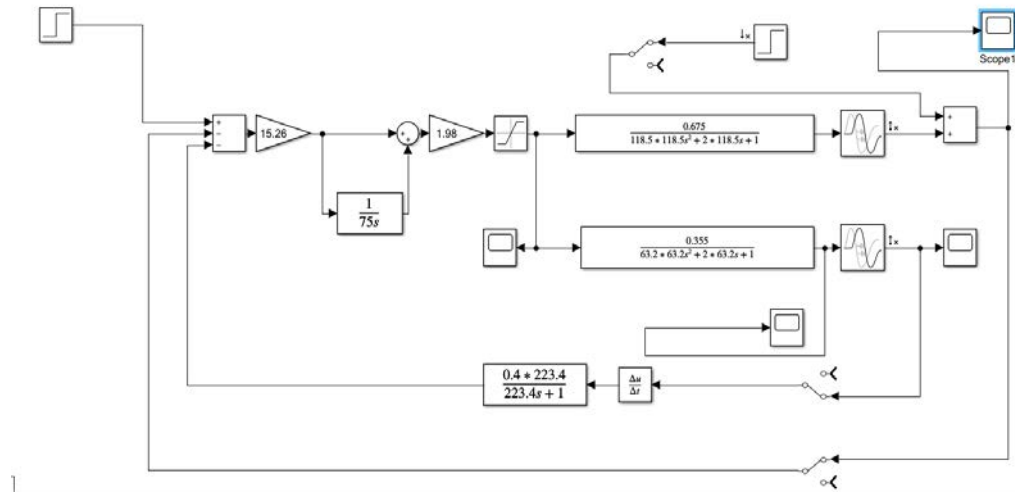 Scope1
15.26
1.98
0.675
118.5 * 118.5s² + 2 * 118.5s + 1
1
75s
0.355
63.2 * 63.2s² + 2 * 63.2s + 1
0.4 * 223.4
223.4s + 1
Δu
Δt